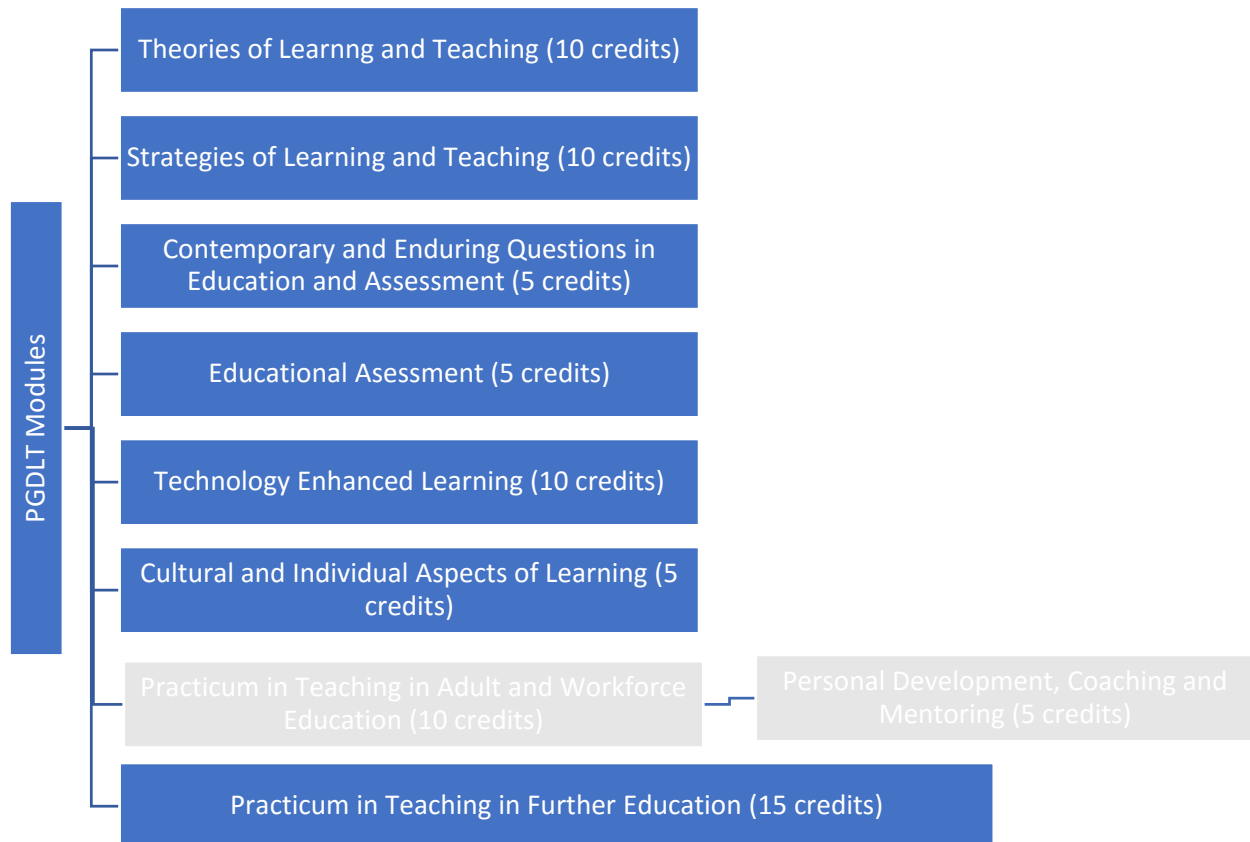 PGDLT Modules
Theories of Learnng and Teaching (10 credits)
Strategies of Learning and Teaching (10 credits)
Contemporary and Enduring Questions in
Education and Assessment (5 credits)
Educational Asessment (5 credits)
Technology Enhanced Learning (10 credits)
Cultural and Individual Aspects of Learning (5
credits)
Practicum in Teaching in Adult and Workforce
Education (10 credits)
Personal Development, Coaching and
Mentoring (5 credits)
Practicum in Teaching in Further Education (15 credits)